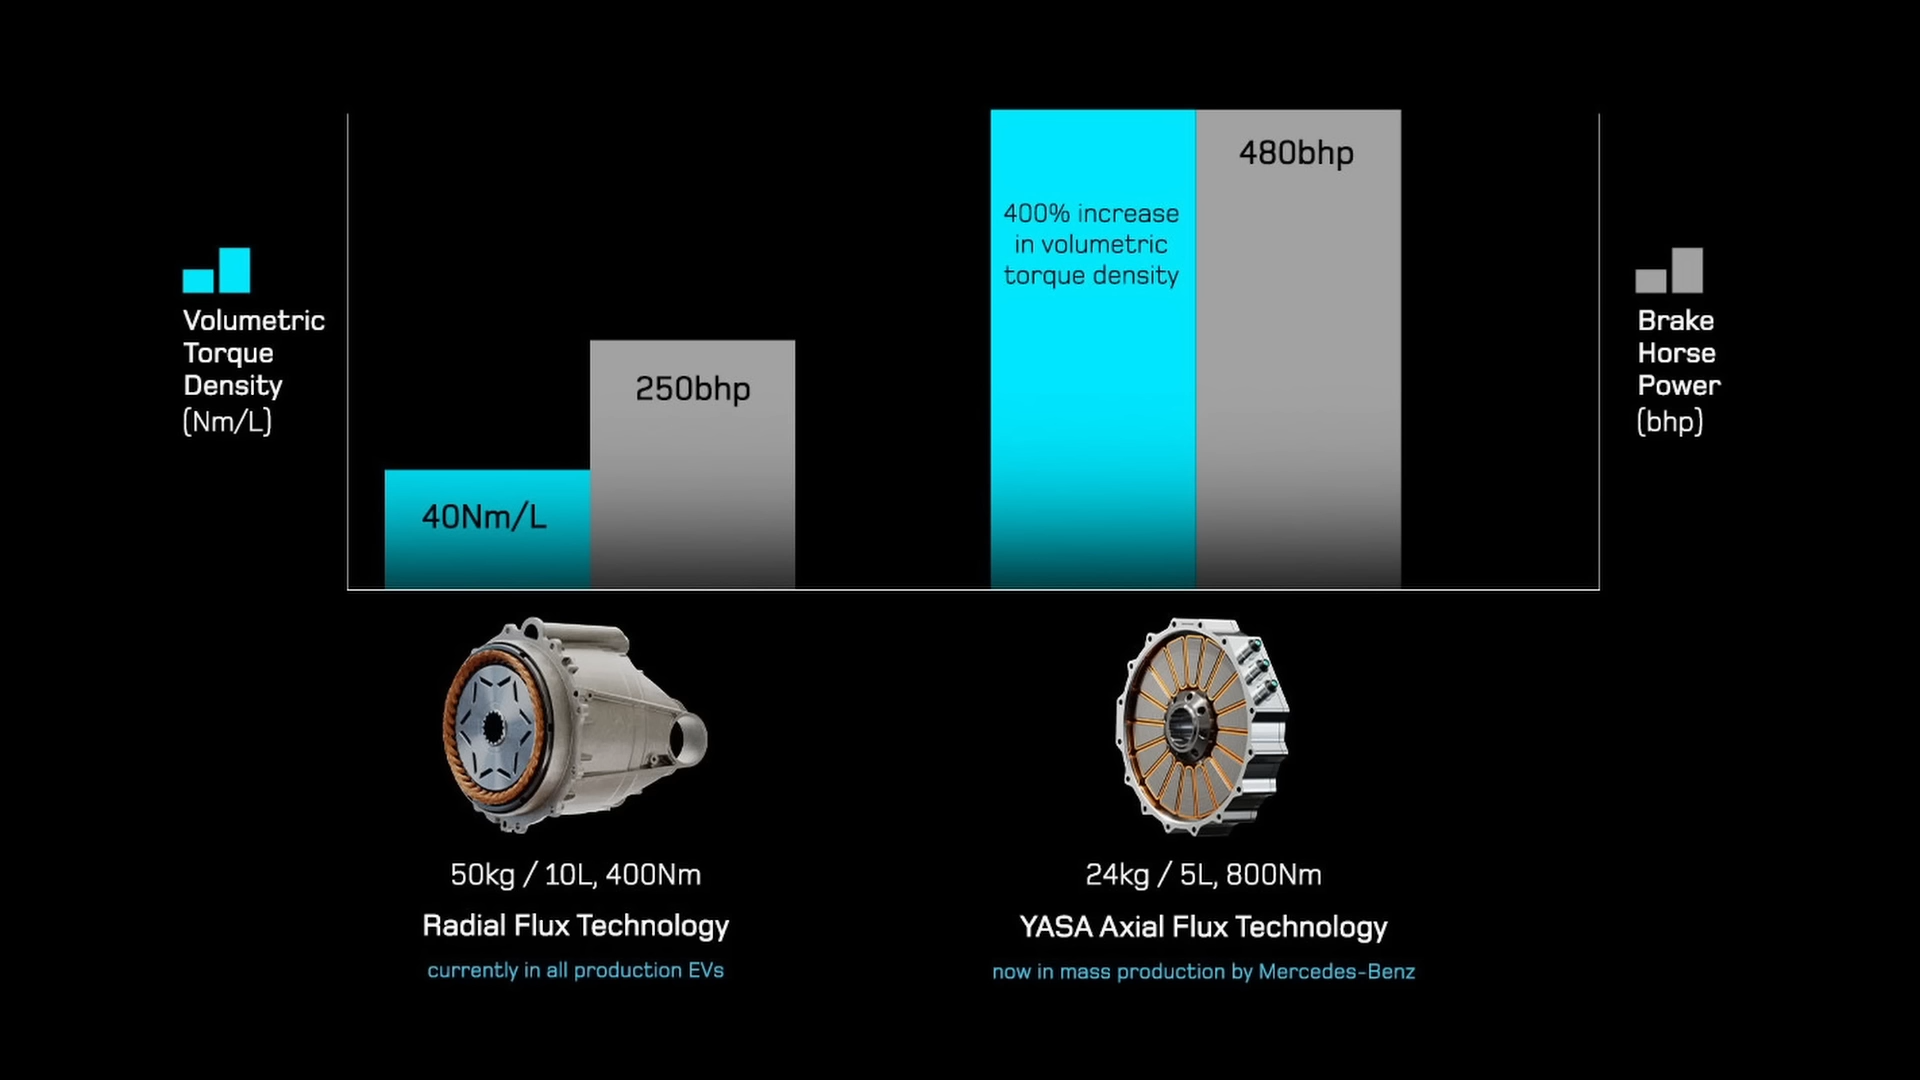 Volumetric
Torque
Density
(Nm/L)
40Nm/L
250bhp
400% increase
in volumetric
torque density
480bhp
Brake
Horse
Power
(bhp)
50kg / 10L, 400Nm
Radial Flux Technology
currently in all production EVs
24kg / 5L, 800Nm
YASA Axial Flux Technology
now in mass production by Mercedes-Benz